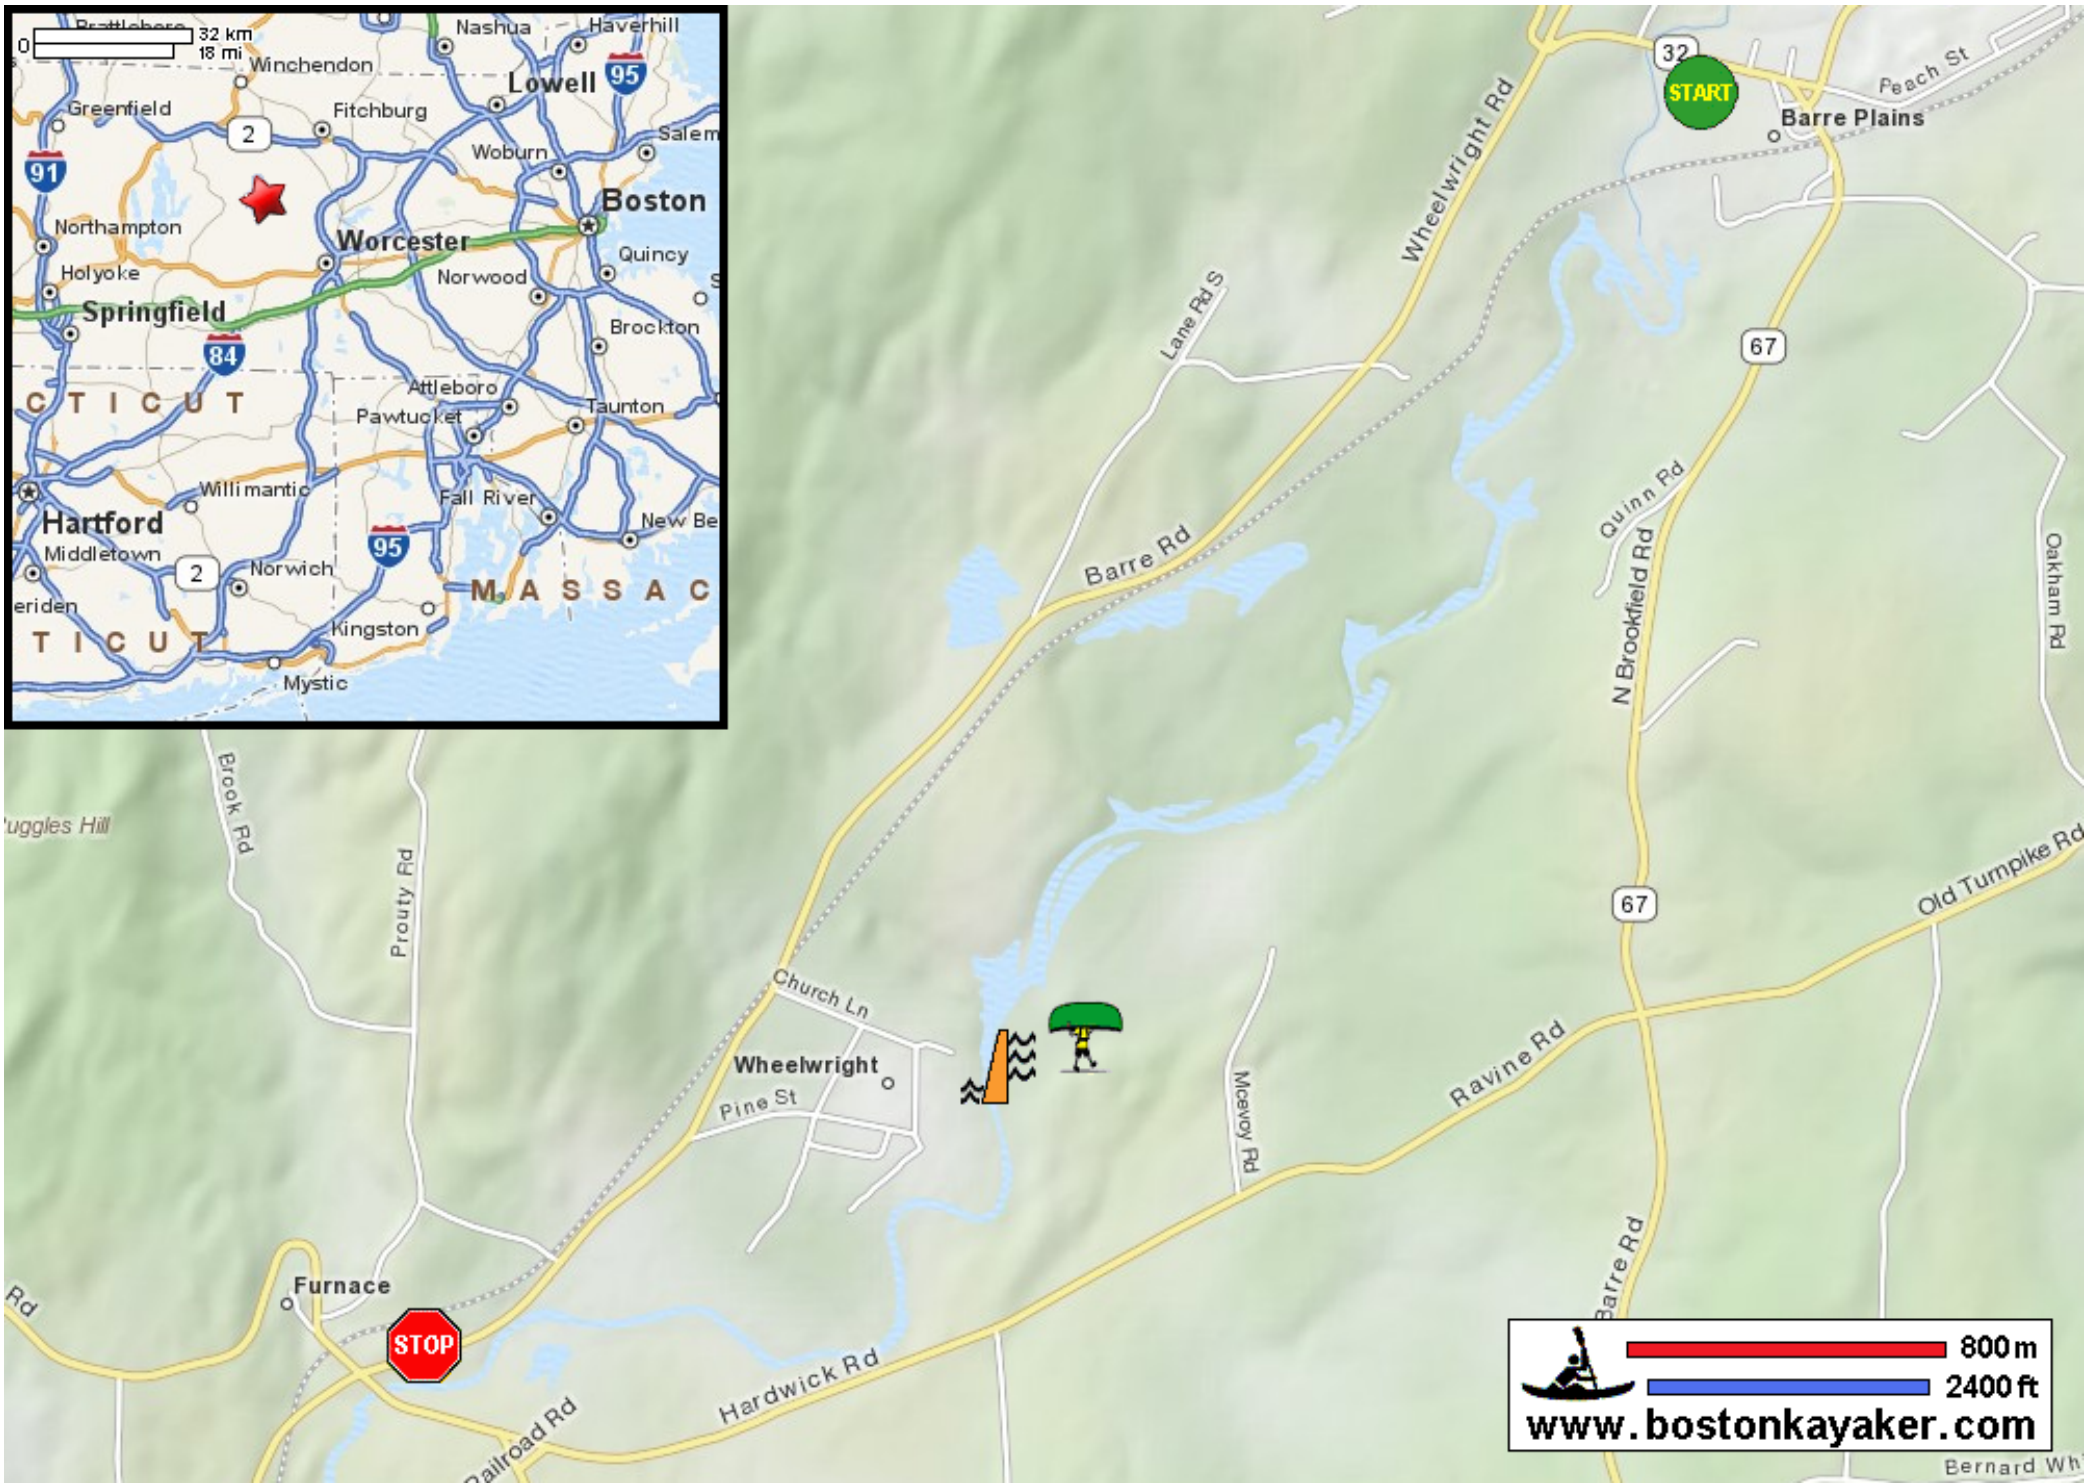 Brattleboro
0
32 km
18 mi
Nashua
Haverhill
Winchendon
Lowell
95
Greenfield
Fitchburg
2
Salem
Woburn
91
Boston
Northampton
Worcester
Quincy
Holyoke
Norwood
Springfield
Brockton
84
Attleboro
CTICUT
Pawtucket
Taunton
Willimantic
Fall River
New Be
Hartford
95
Middletown
2
Norwich
MASSAC
eriden
Kingston
TICUT
Mystic
32
START
Peach St
Barre Plains
Wheelwright Rd
Lane Rd S
67
Quinn Rd
Barre Rd
N Brookfield Rd
Oakham Rd
Brook Rd
uggles Hill
Prouty Rd
Old Turnpike Rd
67
Church Ln
Wheelwright
Pine St
Ravine Rd
Mcevoy Rd
Barre Rd
Furnace
Rd
STOP
Hardwick Rd
Railroad Rd
800 m
2400 ft
www.bostonkayaker.com
Bernard Wh